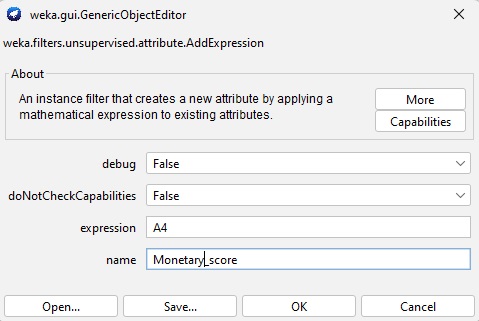 weka.gui.GenericObjectEditor
weka.filters.unsupervised.attribute.AddExpression
About
An instance filter that creates a new attribute by applying a
mathematical expression to existing attributes.
More
Capabilities
debug False
doNotCheckCapabilities False
expression A4
name Monetary_score
Open... Save... OK Cancel